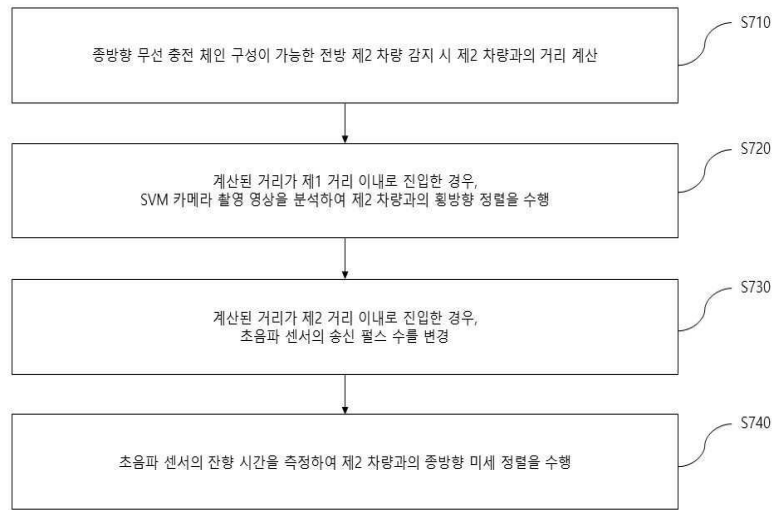 S710
종방향 무선 충전 체인 구성이 가능한 전방 제2 차량 감지 시 제2 차량과의 거리 계산
S720
계산된 거리가 제1 거리 이내로 진입한 경우,
SVM 카메라 촬영 영상을 분석하여 제2 차량과의 횡방향 정렬을 수행
S730
계산된 거리가 제2 거리 이내로 진입한 경우,
초음파 센서의 송신 펄스 수를 변경
S740
초음파 센서의 잔향 시간을 측정하여 제2 차량과의 종방향 미세 정렬을 수행